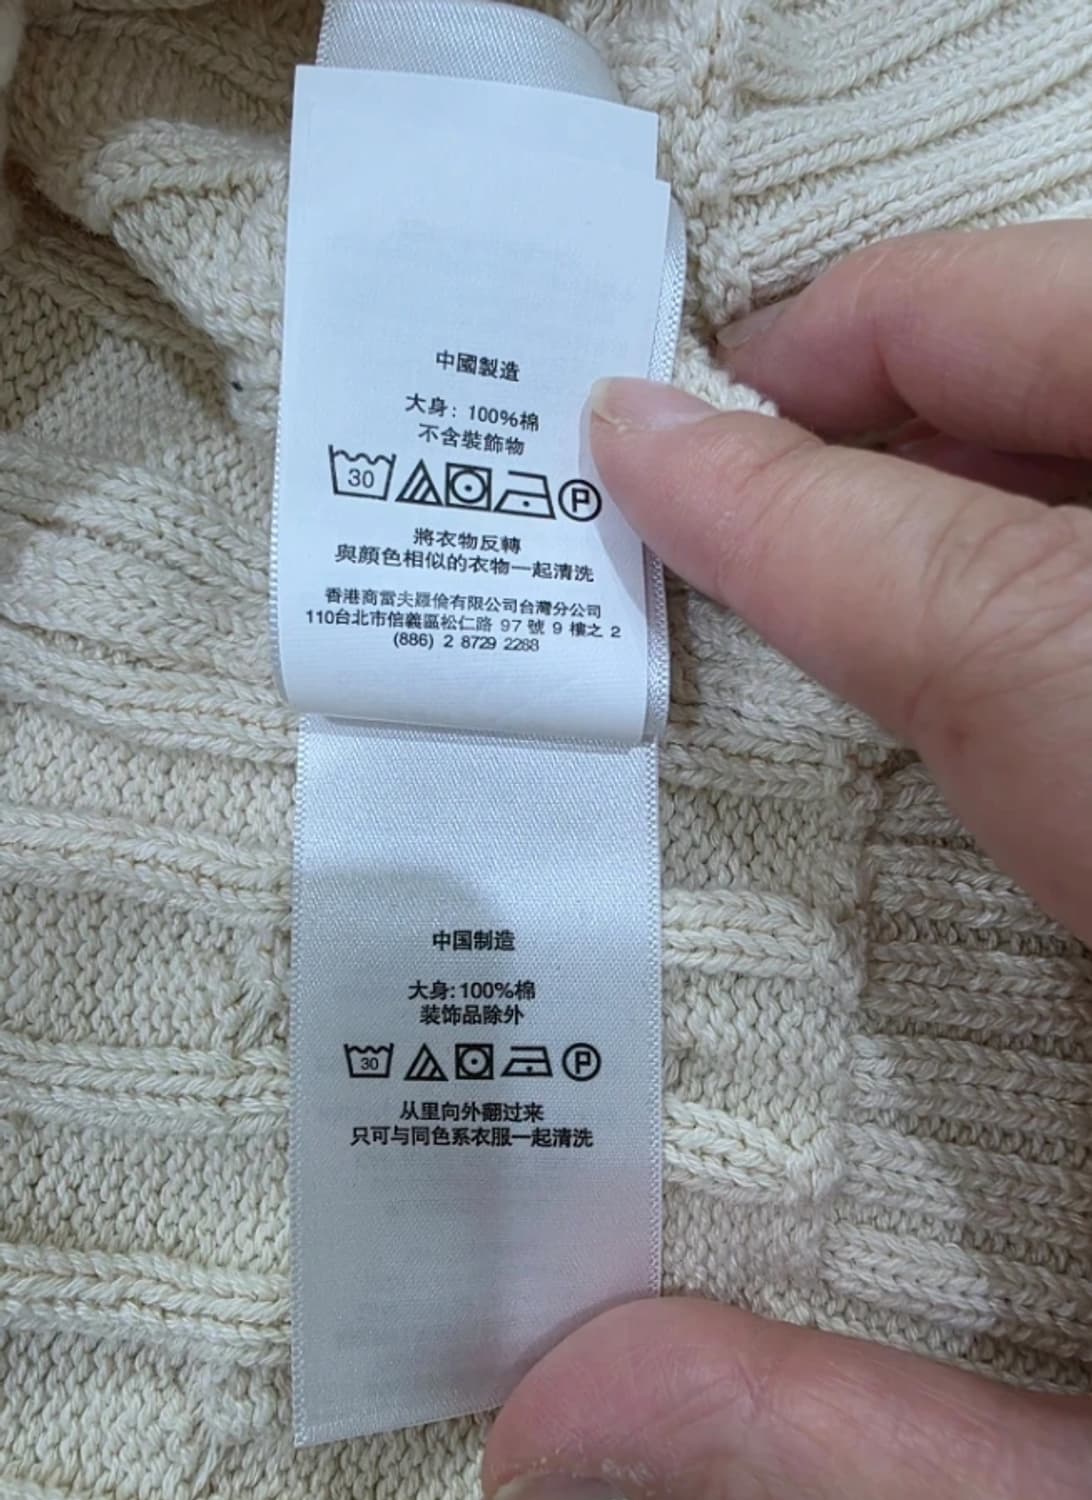 中國製造
大身: 100%棉
不含裝飾物
30 P
將衣物反轉
與顏色相似的衣物一起清洗
香港商當夫羅倫有限公司台灣分公司
110台北市信義區松仁路 97 號 9 樓之 2
(886) 2 8729 2288
中国制造
大身:100%棉
装饰品除外
30 P
从里向外翻过来
只可与同色系衣服一起清洗